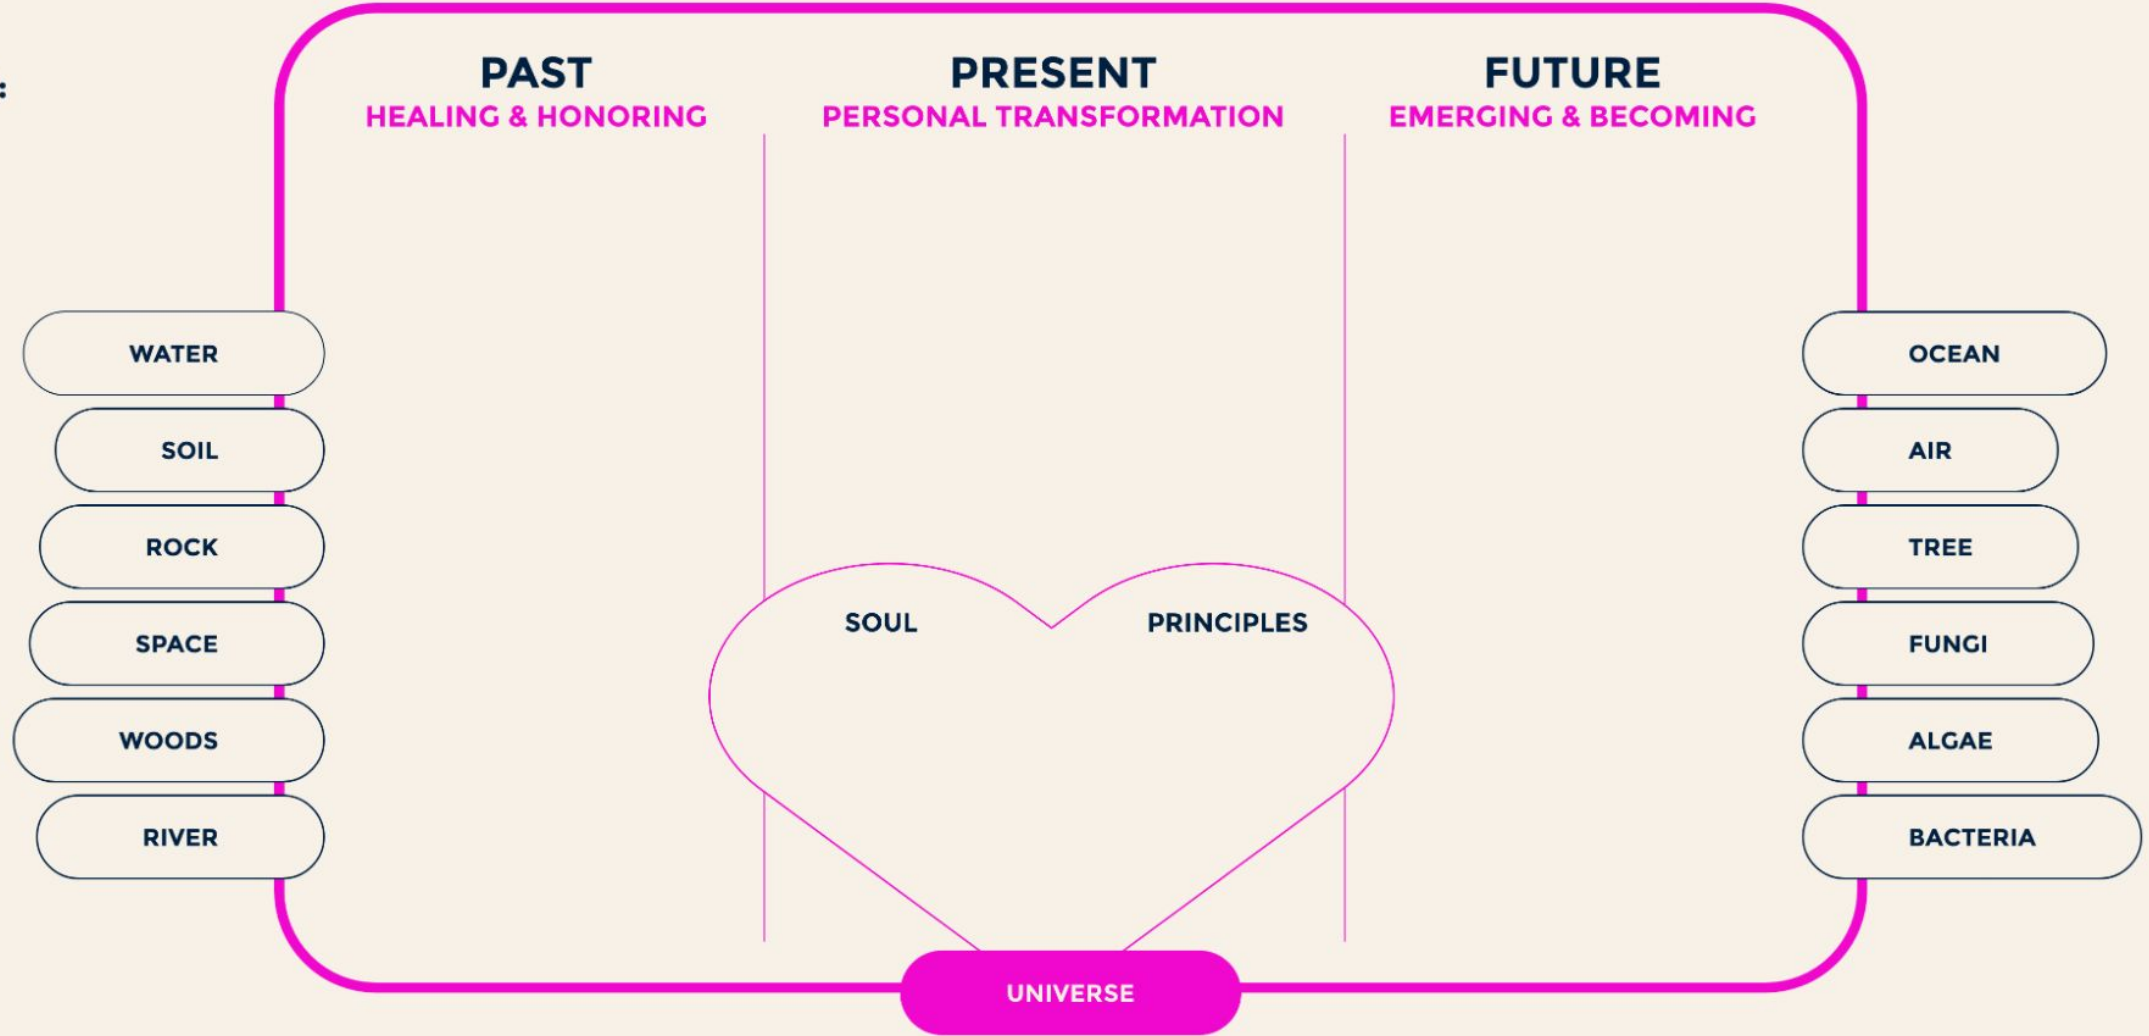 :
PAST
HEALING & HONORING
PRESENT
PERSONAL TRANSFORMATION
FUTURE
EMERGING & BECOMING
WATER
SOIL
ROCK
SPACE
WOODS
RIVER
SOUL
PRINCIPLES
OCEAN
AIR
TREE
FUNGI
ALGAE
BACTERIA
UNIVERSE